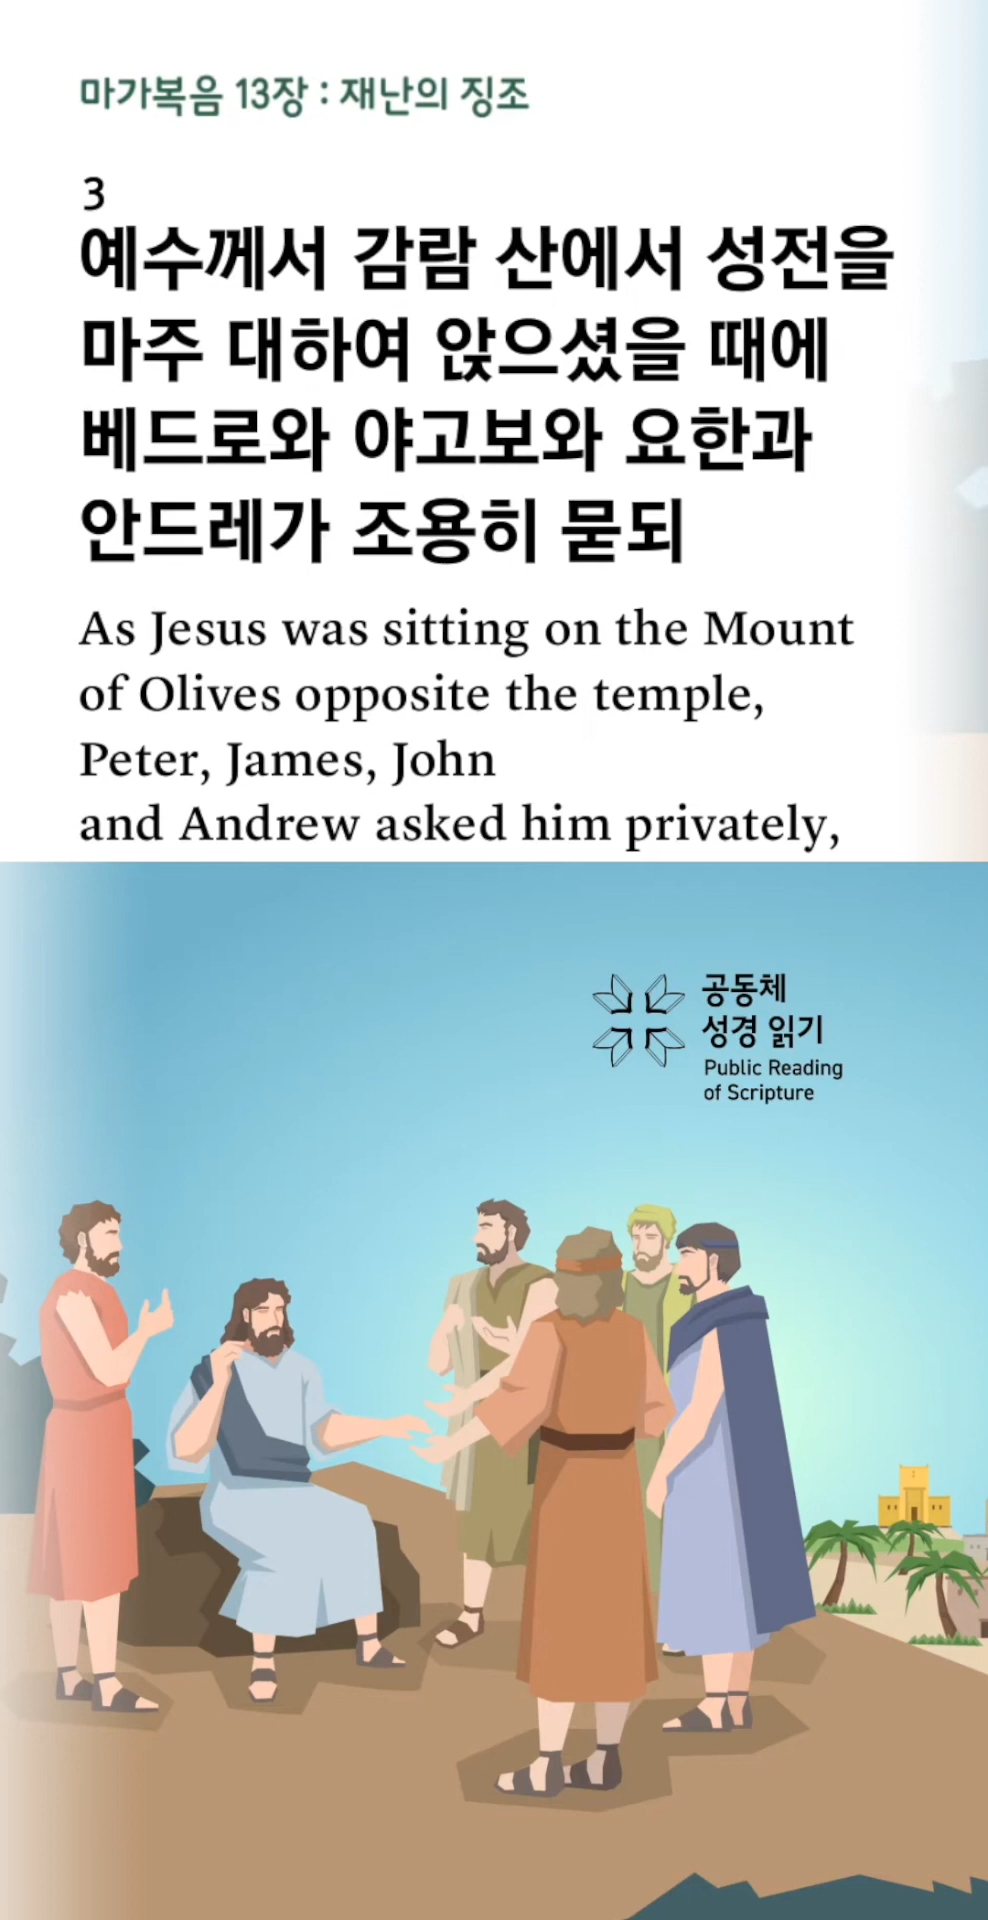 마가복음 13장 : 재난의 징조
3
예수께서 감람 산에서 성전을
마주 대하여 앉으셨을 때에
베드로와 야고보와 요한과
안드레가 조용히 묻되
As Jesus was sitting on the Mount
of Olives opposite the temple,
Peter, James, John
and Andrew asked him privately,
공동체
성경 읽기
Public Reading
of Scripture